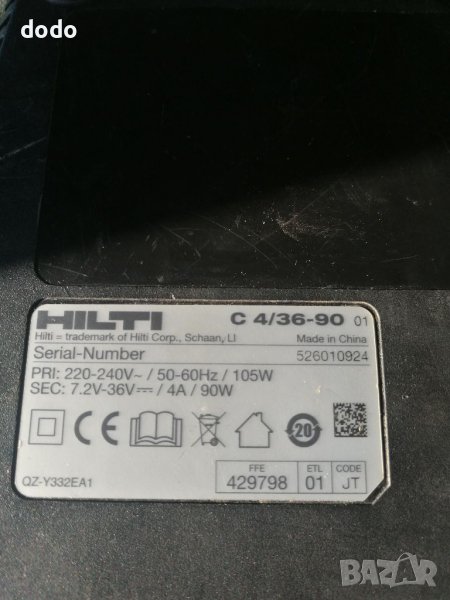 dodo
HILTI C 4/36-90 01
Hilti = trademark of Hilti Corp., Schaan, LI Made in China
Serial-Number 526010924
PRI: 220-240V~ / 50-60Hz / 105W
SEC: 7.2V-36V⎓ / 4A / 90W
CE 20
QZ-Y332EA1
FFE ETL CODE
429798 01 JT
BAZAR